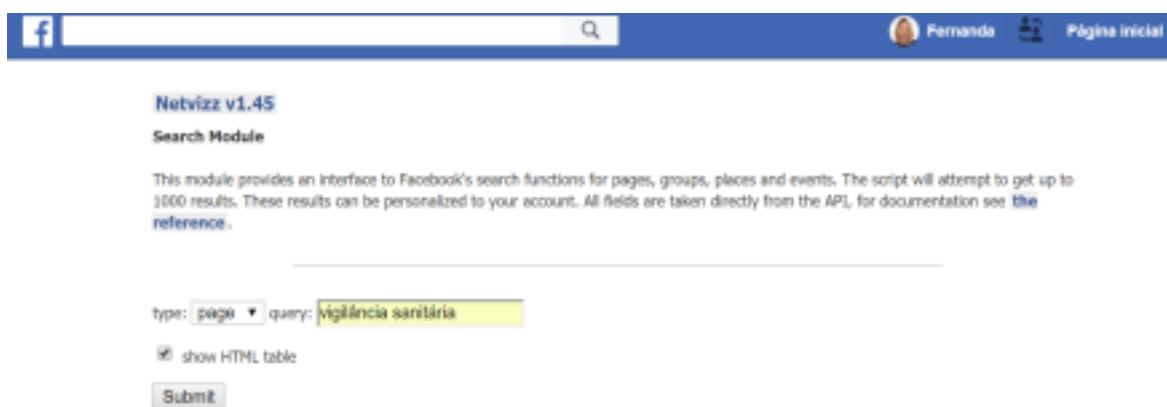 f Fernanda Página inicial
Netvizz v1.45
Search Module
This module provides an interface to Facebook's search functions for pages, groups, places and events. The script will attempt to get up to
1000 results. These results can be personalized to your account. All fields are taken directly from the API, for documentation see the
reference.
type: page query: vigilância sanitária
show HTML table
Submit